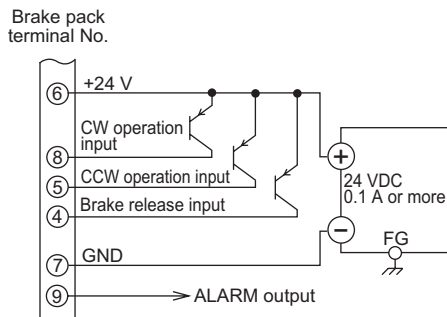 Brake pack
terminal No.
6 +24 V
CW operation
input
8
5 CCW operation input
4 Brake release input
7 GND
9 ALARM output
+
24 VDC
0.1 A or more
−
FG